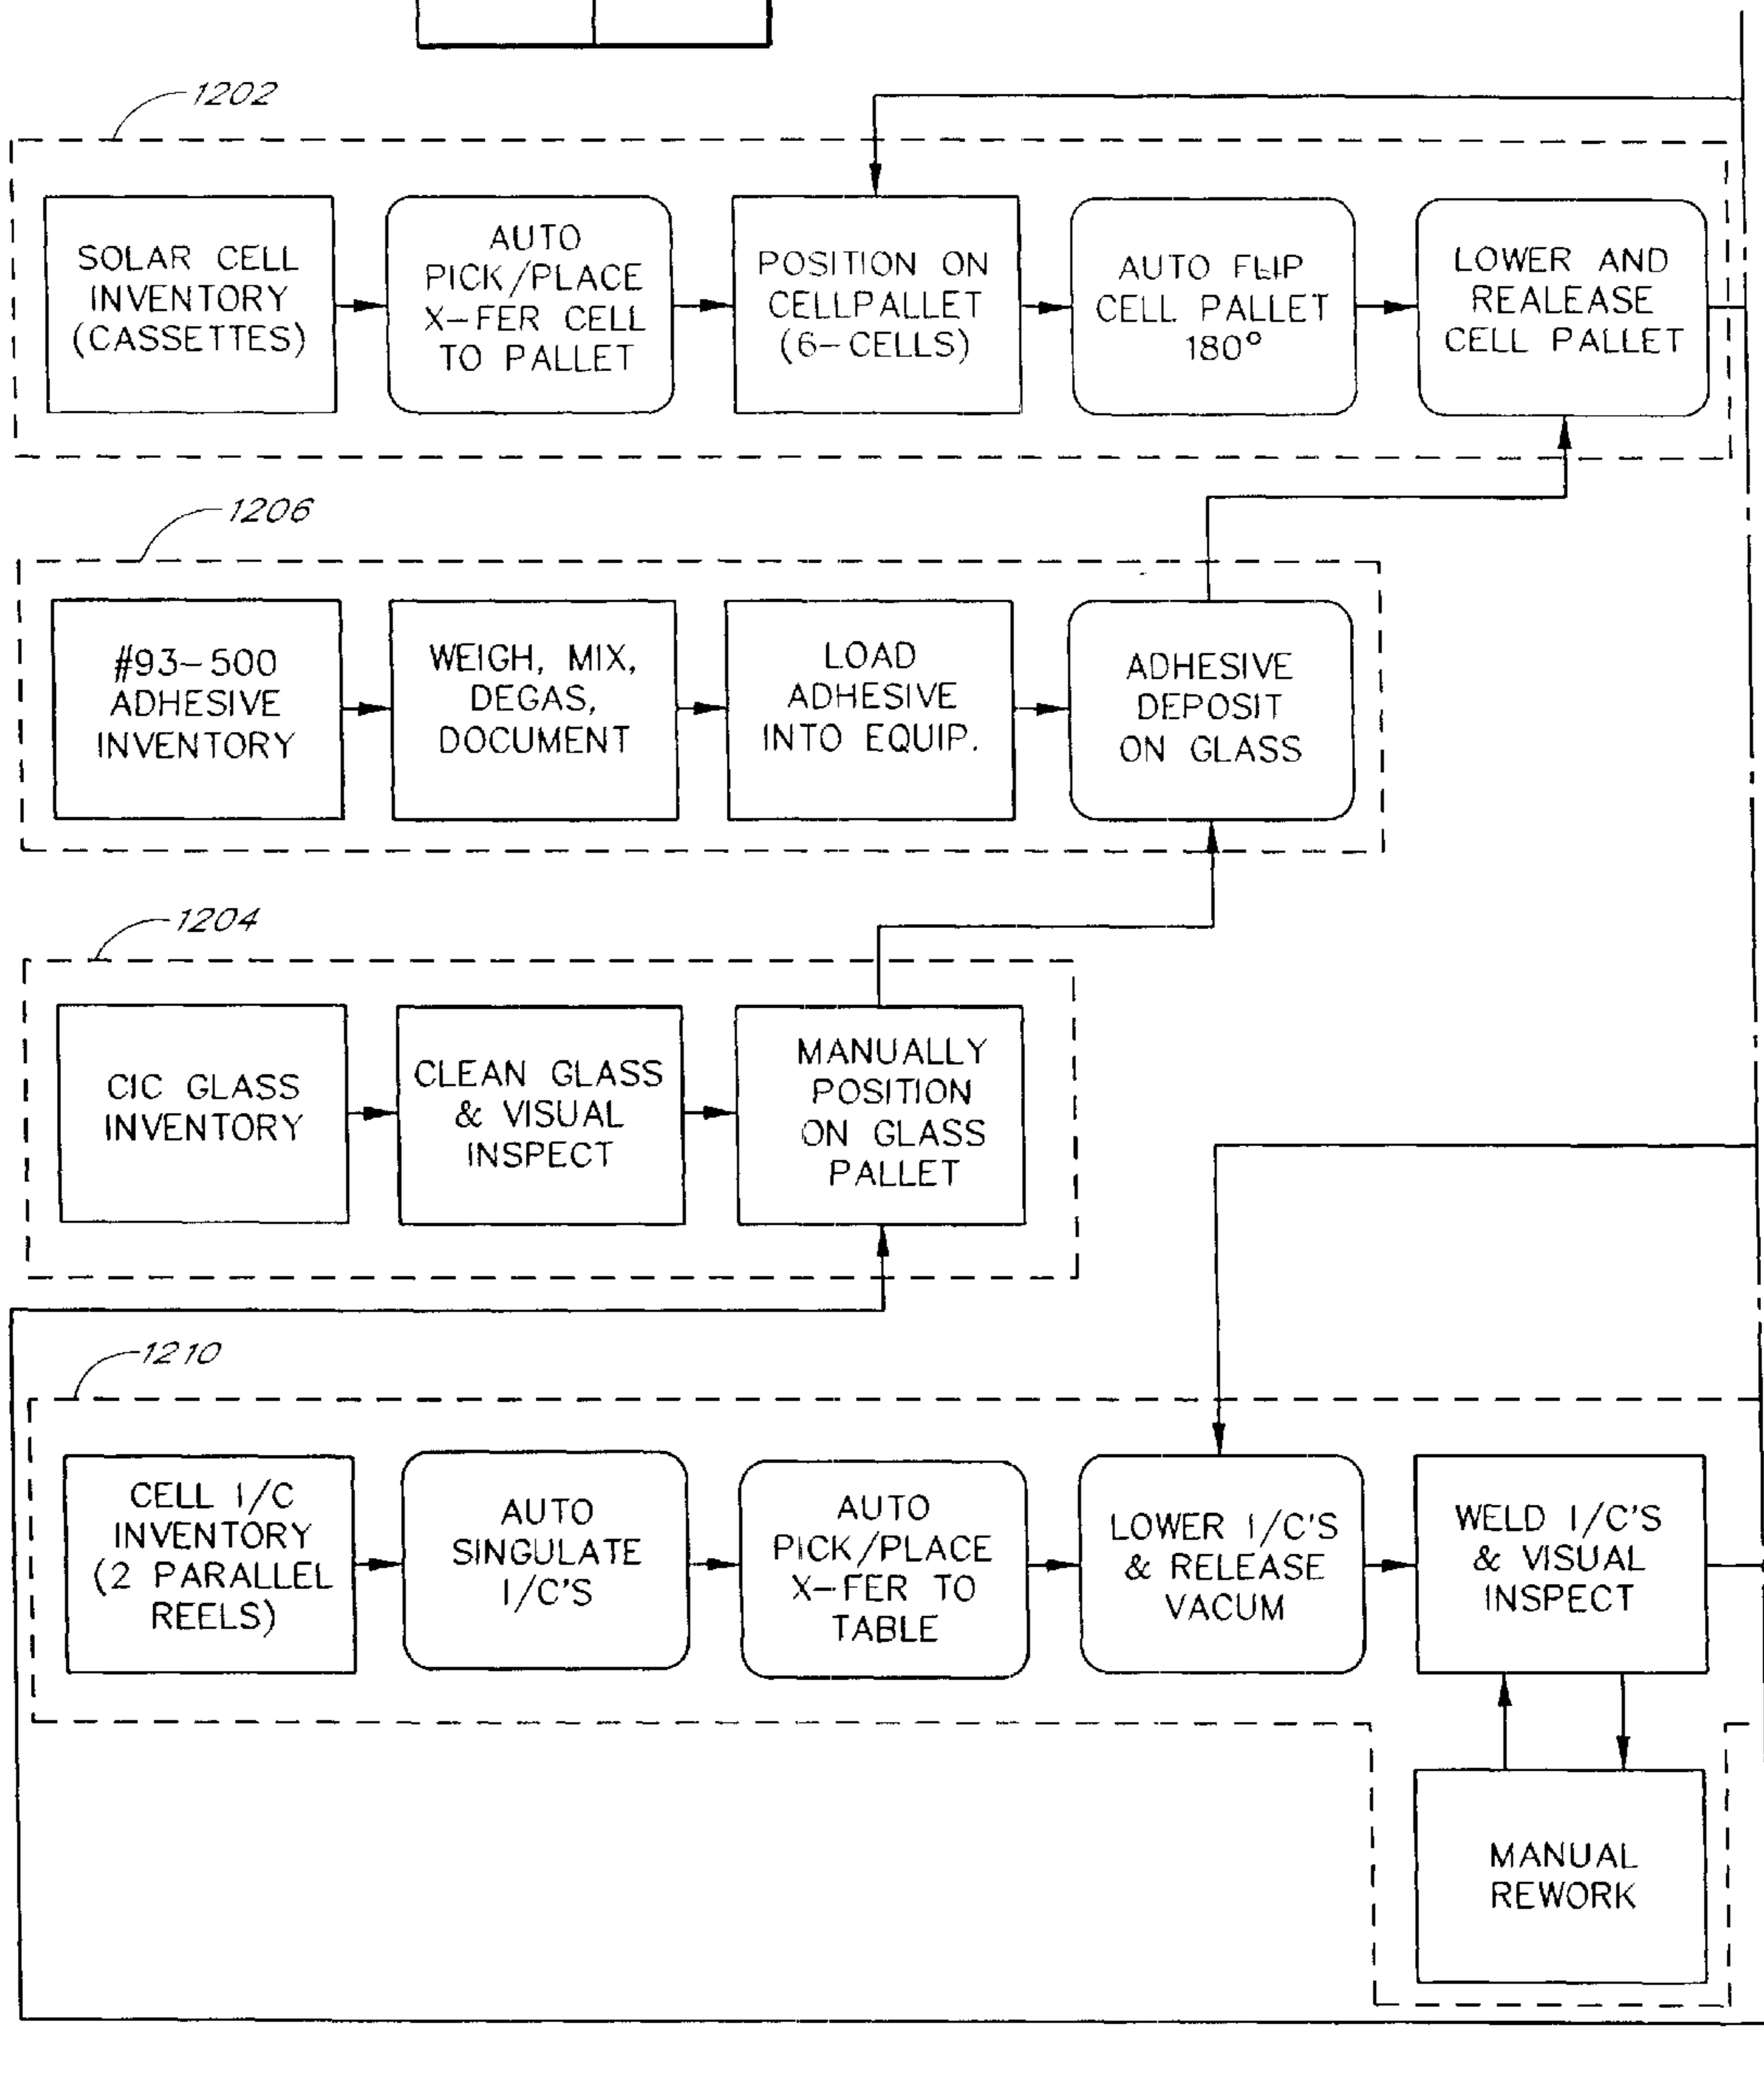 1202
SOLAR CELL
INVENTORY
(CASSETTES)
AUTO
PICK/PLACE
X-FER CELL
TO PALLET
POSITION ON
CELLPALLET
(6-CELLS)
AUTO FLIP
CELL PALLET
180°
LOWER AND
REALEASE
CELL PALLET
1206
#93-500
ADHESIVE
INVENTORY
WEIGH, MIX,
DEGAS,
DOCUMENT
LOAD
ADHESIVE
INTO EQUIP.
ADHESIVE
DEPOSIT
ON GLASS
1204
CIC GLASS
INVENTORY
CLEAN GLASS
& VISUAL
INSPECT
MANUALLY
POSITION
ON GLASS
PALLET
1210
CELL I/C
INVENTORY
(2 PARALLEL
REELS)
AUTO
SINGULATE
I/C'S
AUTO
PICK/PLACE
X-FER TO
TABLE
LOWER I/C'S
& RELEASE
VACUM
WELD I/C'S
& VISUAL
INSPECT
MANUAL
REWORK